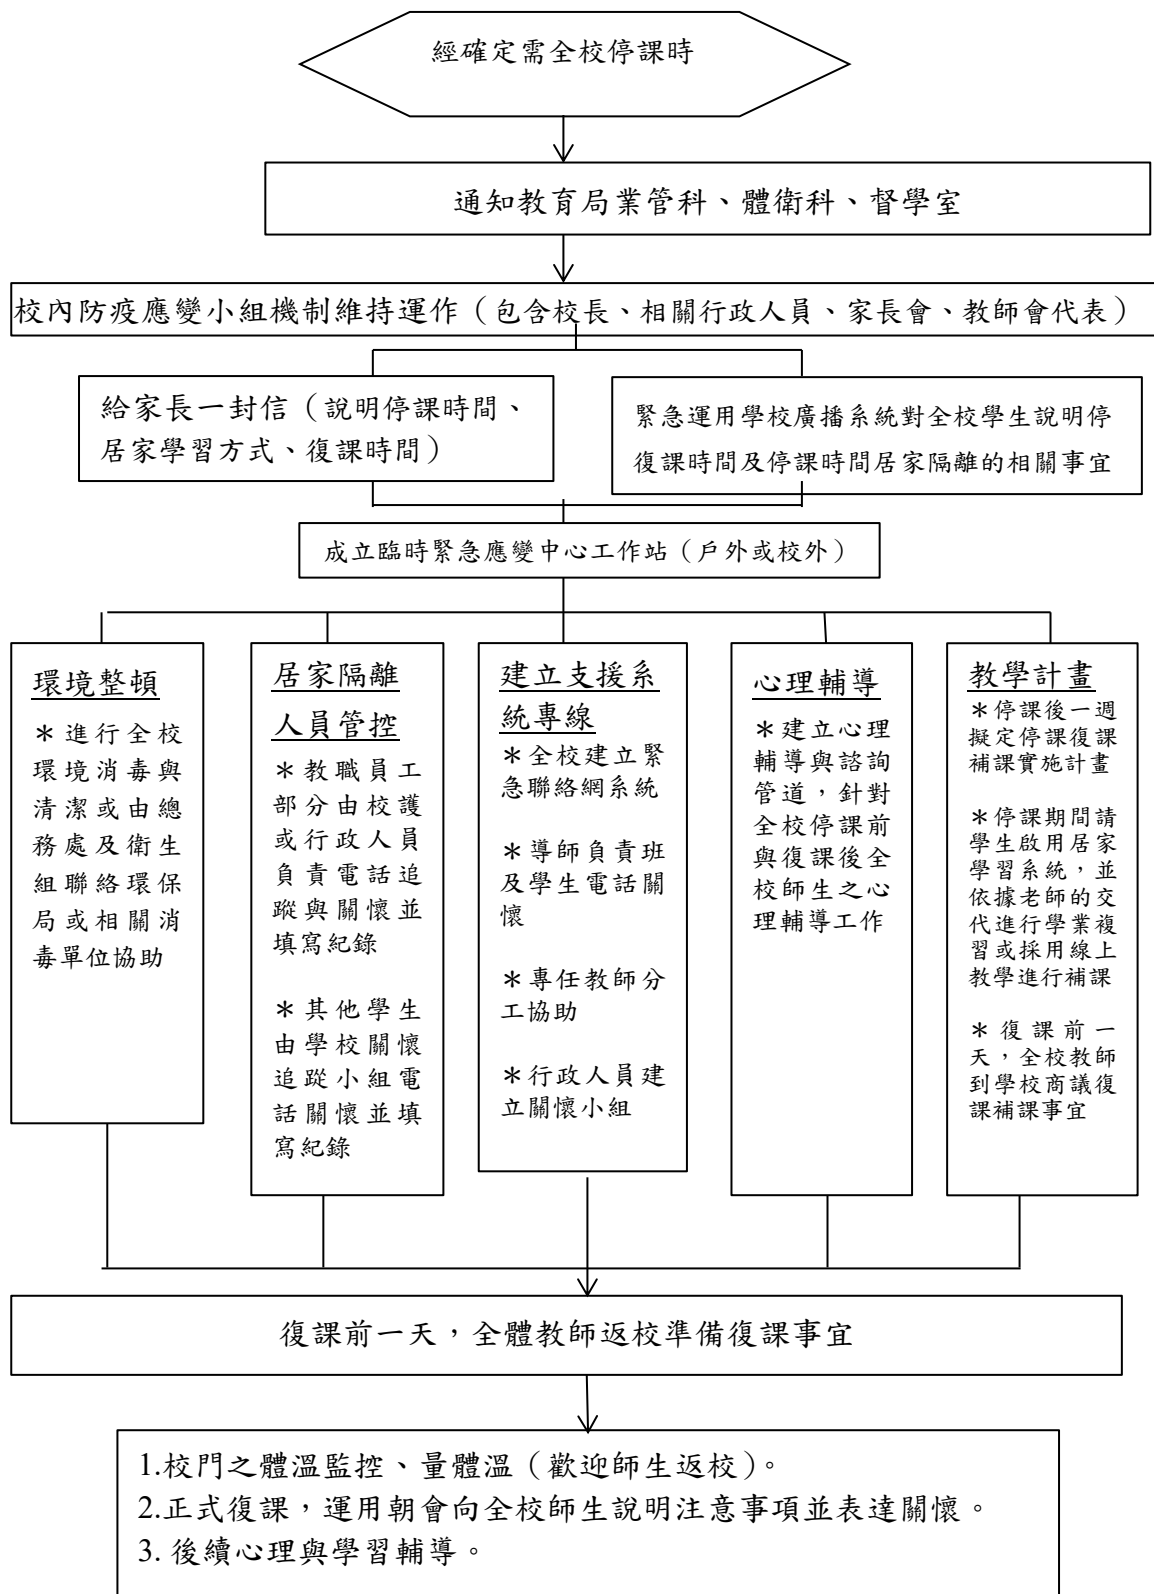 經確定需全校停課時
通知教育局業管科、體衛科、督學室
校內防疫應變小組機制維持運作（包含校長、相關行政人員、家長會、教師會代表）
給家長一封信（說明停課時間、
居家學習方式、復課時間）
緊急運用學校廣播系統對全校學生說明停
復課時間及停課時間居家隔離的相關事宜
成立臨時緊急應變中心工作站（戶外或校外）
環境整頓
＊進行全校
環境消毒與
清潔或由總
務處及衛生
組聯絡環保
局或相關消
毒單位協助
居家隔離
人員管控
＊教職員工
部分由校護
或行政人員
負責電話追
蹤與關懷並
填寫紀錄
＊其他學生
由學校關懷
追蹤小組電
話關懷並填
寫紀錄
建立支援系
統專線
＊全校建立緊
急聯絡網系統
＊導師負責班
及學生電話關
懷
＊專任教師分
工協助
＊行政人員建
立關懷小組
心理輔導
＊建立心理
輔導與諮詢
管道，針對
全校停課前
與復課後全
校師生之心
理輔導工作
教學計畫
＊停課後一週
擬定停課復課
補課實施計畫
＊停課期間請
學生啟用居家
學習系統，並
依據老師的交
代進行學業複
習或採用線上
教學進行補課
＊復課前一
天，全校教師
到學校商議復
課補課事宜
復課前一天，全體教師返校準備復課事宜
1.校門之體溫監控、量體溫（歡迎師生返校）。
2.正式復課，運用朝會向全校師生說明注意事項並表達關懷。
3. 後續心理與學習輔導。